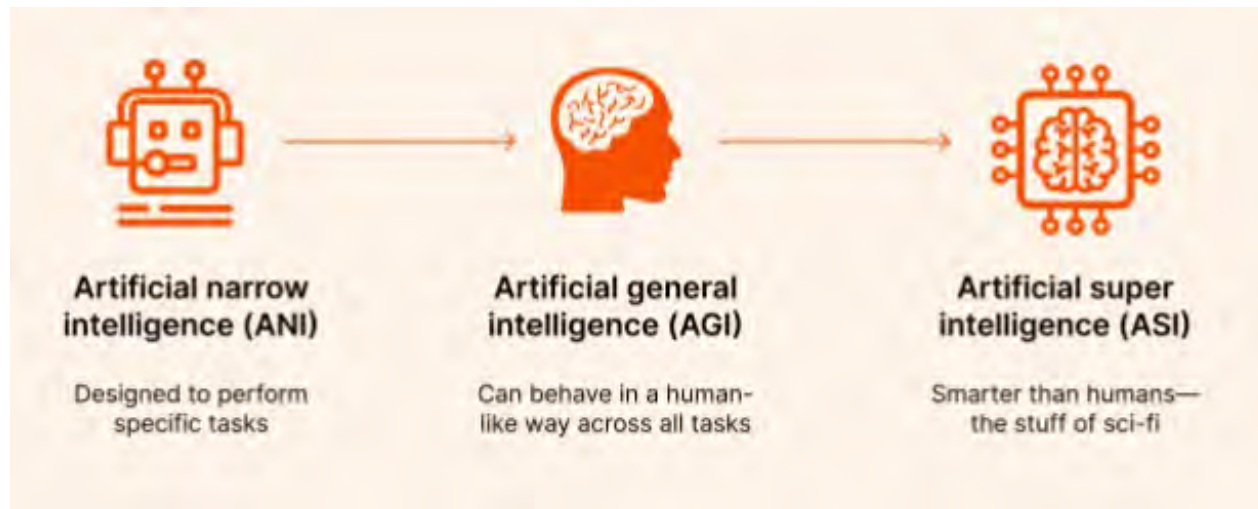 Artificial narrow
intelligence (ANI)
Designed to perform
specific tasks
Artificial general
intelligence (AGI)
Can behave in a human-
like way across all tasks
Artificial super
intelligence (ASI)
Smarter than humans—
the stuff of sci-fi